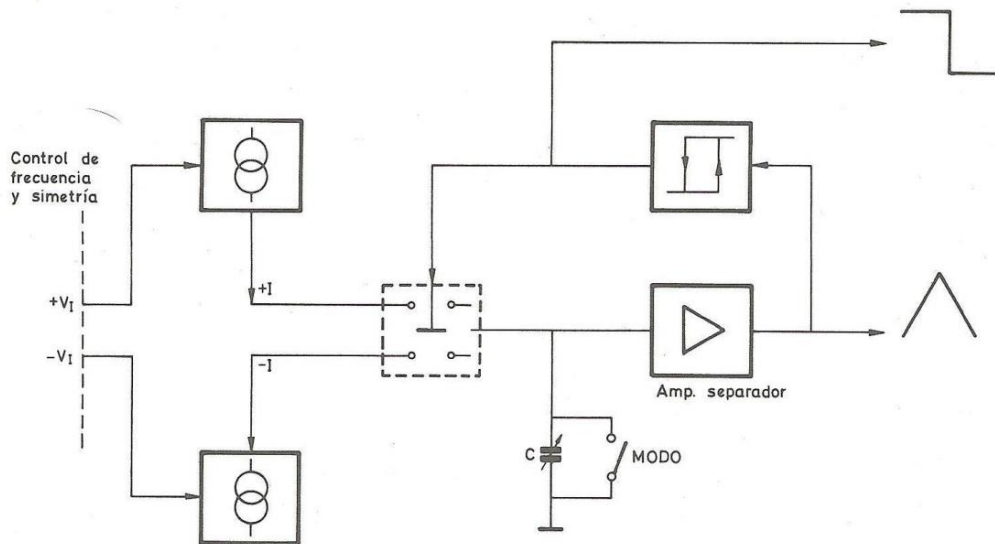 Control de
frecuencia
y simetría
+V_I
-V_I
+I
-I
Amp. separador
C
MODO